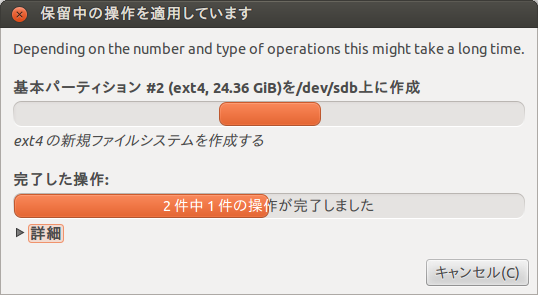 保留中の操作を適用しています
Depending on the number and type of operations this might take a long time.
基本パーティション #2 (ext4, 24.36 GiB)を/dev/sdb上に作成
ext4 の新規ファイルシステムを作成する
完了した操作:
2 件中 1 件の操作が完了しました
詳細
キャンセル(C)